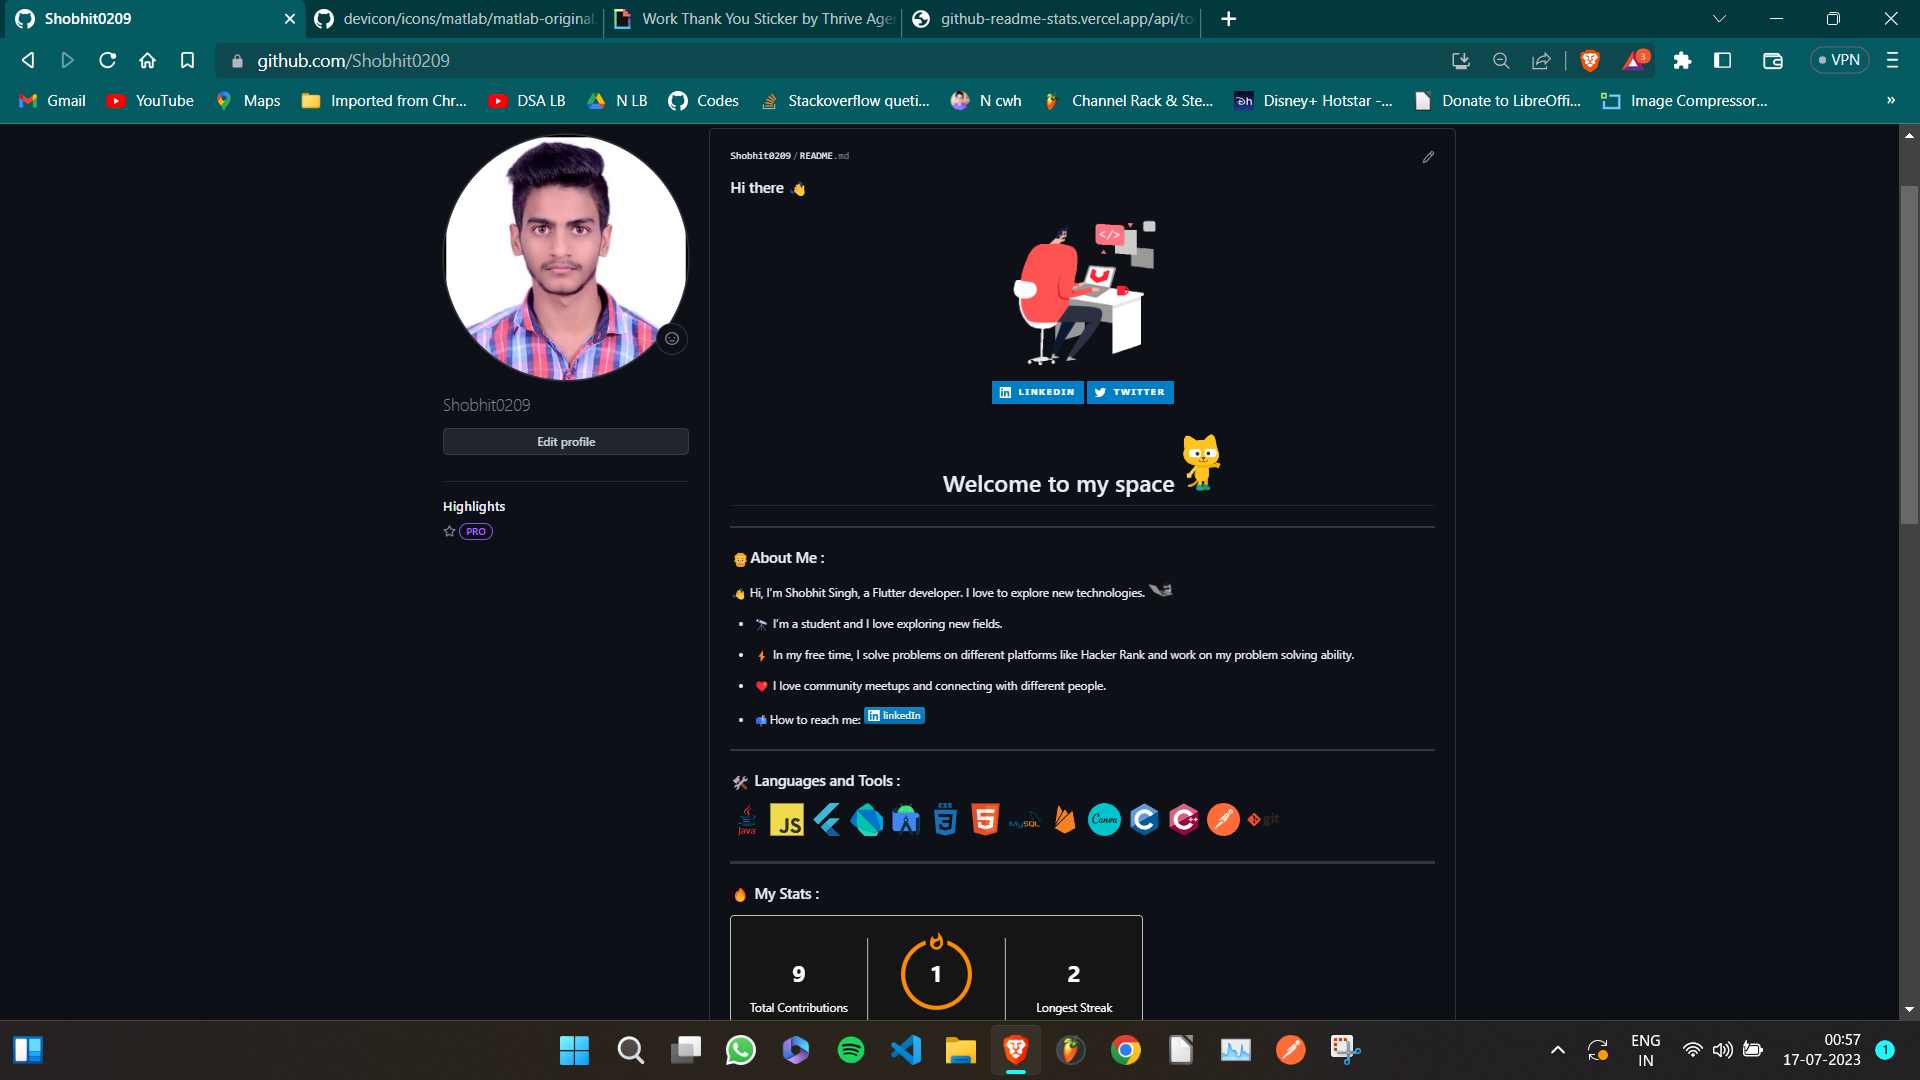 Shobhit0209
devicon/icons/matlab/matlab-original.
Work Thank You Sticker by Thrive Age
github-readme-stats.vercel.app/api/to
github.com/Shobhit0209
3
VPN
Gmail
YouTube
Maps
Imported from Chr...
DSA LB
N LB
Codes
Stackoverflow queti...
N cwh
Channel Rack & Ste...
Disney+ Hotstar -...
Donate to LibreOffi...
Image Compressor...
»
Shobhit0209
Edit profile
Highlights
PRO
Shobhit0209 / README.md
Hi there
</>
LINKEDIN
TWITTER
Welcome to my space
About Me :
Hi, I'm Shobhit Singh, a Flutter developer. I love to explore new technologies.
I'm a student and I love exploring new fields.
In my free time, I solve problems on different platforms like Hacker Rank and work on my problem solving ability.
I love community meetups and connecting with different people.
How to reach me: linkedIn
Languages and Tools :
Java
JS
CSS
3
5
MySQL
Canva
C
C++
git
My Stats :
9
Total Contributions
1
2
Longest Streak
ENG
IN
00:57
17-07-2023
1